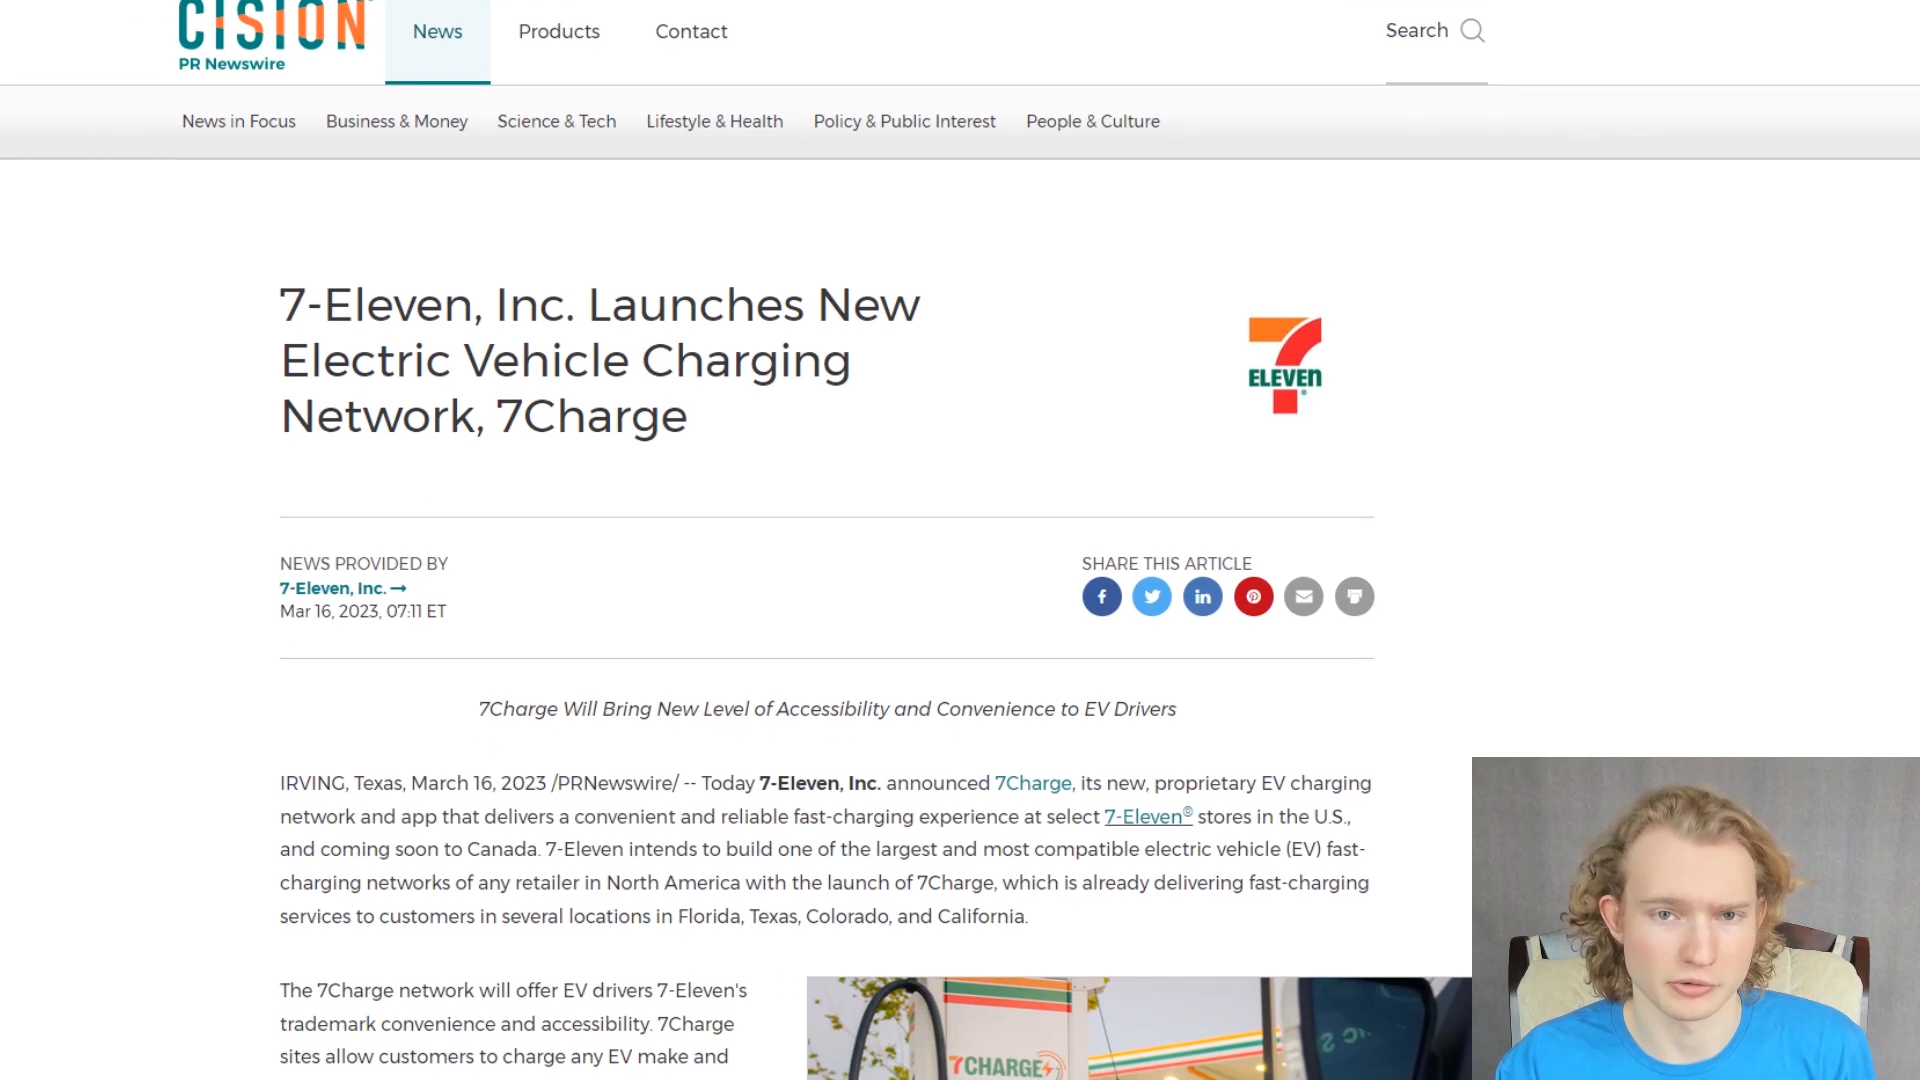 CISION
PR Newswire
News
Products
Contact
Search
News in Focus
Business & Money
Science & Tech
Lifestyle & Health
Policy & Public Interest
People & Culture
7-Eleven, Inc. Launches New
Electric Vehicle Charging
Network, 7Charge
7
ELEVEn®
NEWS PROVIDED BY
7-Eleven, Inc. →
Mar 16, 2023, 07:11 ET
SHARE THIS ARTICLE
7Charge Will Bring New Level of Accessibility and Convenience to EV Drivers
IRVING, Texas, March 16, 2023 /PRNewswire/ -- Today 7-Eleven, Inc. announced 7Charge, its new, proprietary EV charging
network and app that delivers a convenient and reliable fast-charging experience at select 7-Eleven® stores in the U.S.,
and coming soon to Canada. 7-Eleven intends to build one of the largest and most compatible electric vehicle (EV) fast-
charging networks of any retailer in North America with the launch of 7Charge, which is already delivering fast-charging
services to customers in several locations in Florida, Texas, Colorado, and California.
The 7Charge network will offer EV drivers 7-Eleven's
trademark convenience and accessibility. 7Charge
sites allow customers to charge any EV make and
7CHARGE